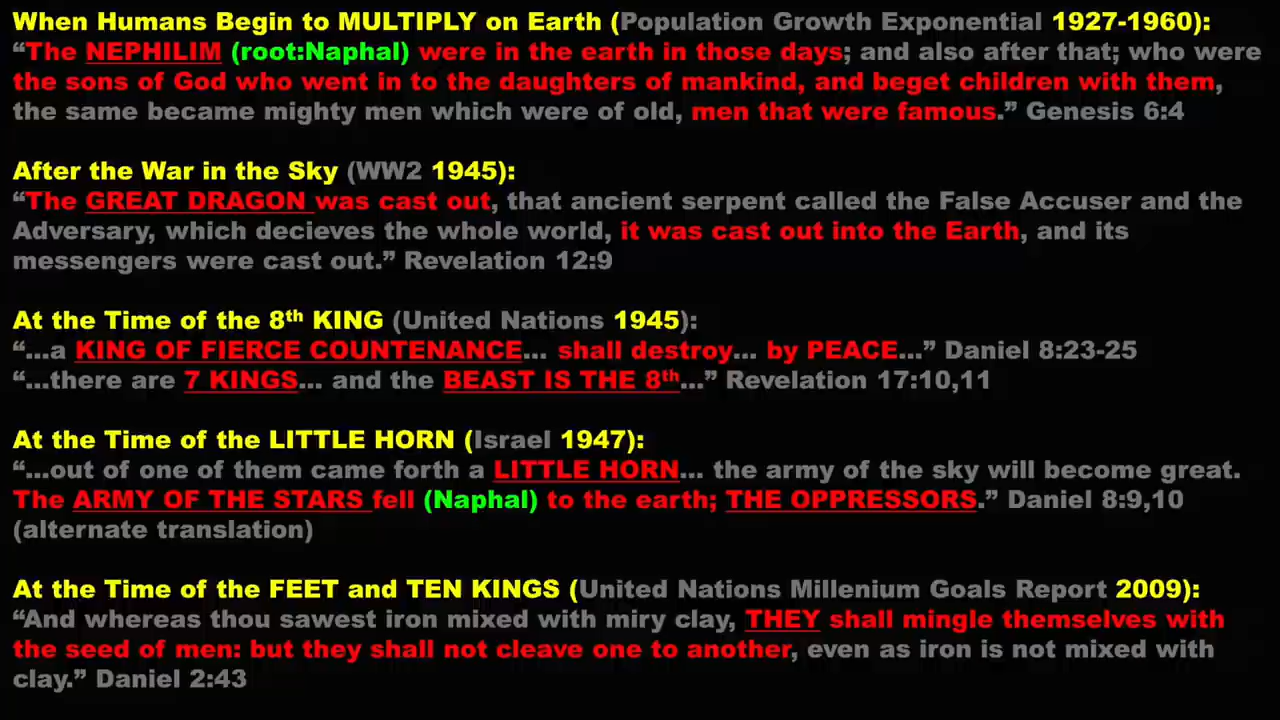 When Humans Begin to MULTIPLY on Earth (Population Growth Exponential 1927-1960):
“The NEPHILIM (root:Naphal) were in the earth in those days; and also after that; who were
the sons of God who went in to the daughters of mankind, and beget children with them,
the same became mighty men which were of old, men that were famous.” Genesis 6:4
After the War in the Sky (WW2 1945):
“The GREAT DRAGON was cast out, that ancient serpent called the False Accuser and the
Adversary, which decieves the whole world, it was cast out into the Earth, and its
messengers were cast out.” Revelation 12:9
At the Time of the 8th KING (United Nations 1945):
“...a KING OF FIERCE COUNTENANCE... shall destroy... by PEACE...” Daniel 8:23-25
“...there are 7 KINGS... and the BEAST IS THE 8th...” Revelation 17:10,11
At the Time of the LITTLE HORN (Israel 1947):
“...out of one of them came forth a LITTLE HORN... the army of the sky will become great.
The ARMY OF THE STARS fell (Naphal) to the earth; THE OPPRESSORS.” Daniel 8:9,10
(alternate translation)
At the Time of the FEET and TEN KINGS (United Nations Millenium Goals Report 2009):
“And whereas thou sawest iron mixed with miry clay, THEY shall mingle themselves with
the seed of men: but they shall not cleave one to another, even as iron is not mixed with
clay.” Daniel 2:43